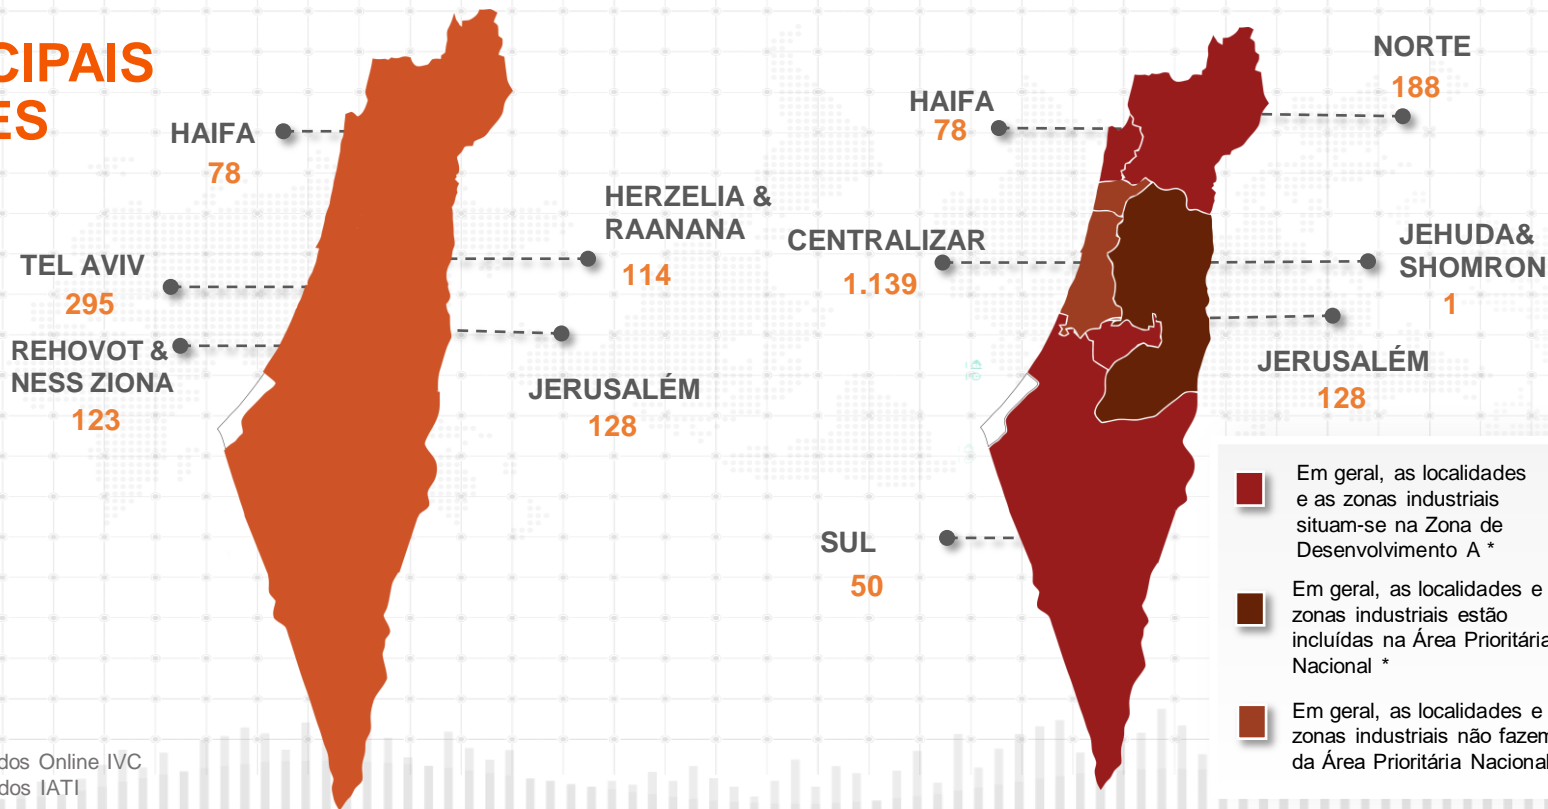 CIPAIS
ES
HAIFA
78
TEL AVIV
295
REHOVOT &
NESS ZIONA
123
HERZELIA &
RAANANA
114
JERUSALÉM
128
dos Online IVC
dos IATI
HAIFA
78
NORTE
188
CENTRALIZAR
1.139
JEHUDA&
SHOMRON
1
JERUSALÉM
128
SUL
50
Em geral, as localidades
e as zonas industriais
situam-se na Zona de
Desenvolvimento A *
Em geral, as localidades e
zonas industriais estão
incluídas na Área Prioritária
Nacional *
Em geral, as localidades e
zonas industriais não fazem
da Área Prioritária Nacional